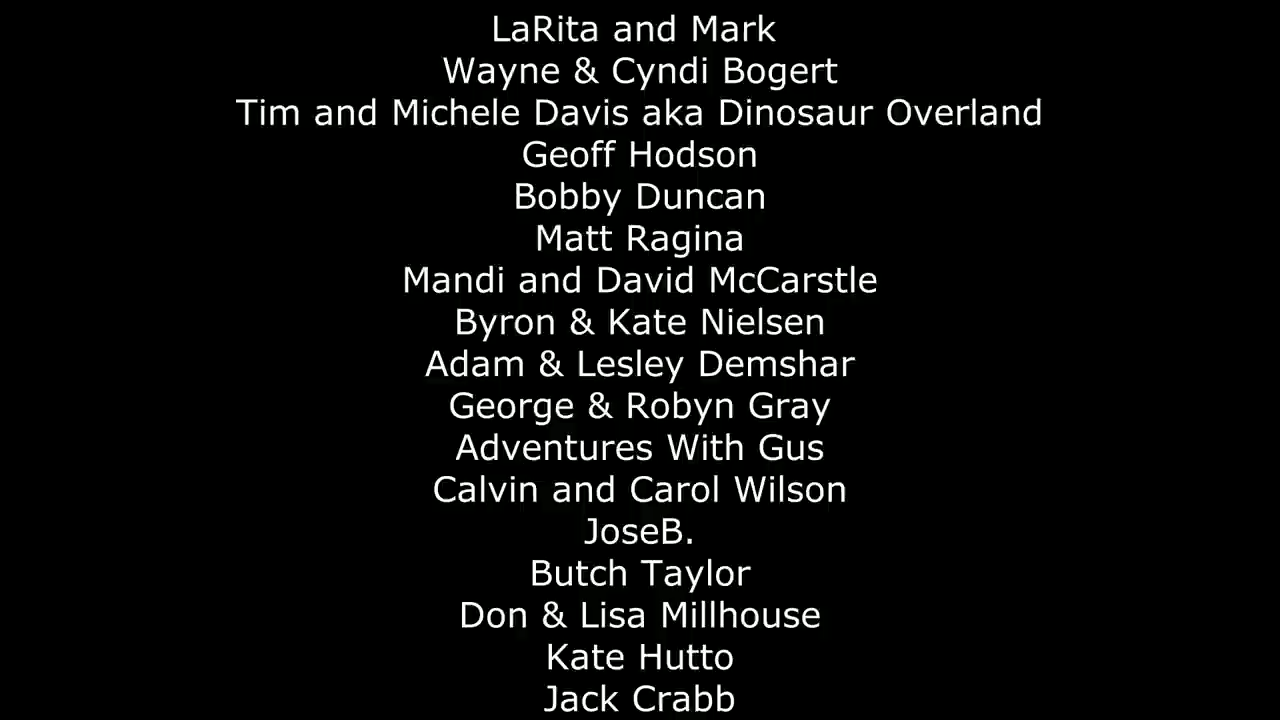 LaRita and Mark
Wayne & Cyndi Bogert
Tim and Michele Davis aka Dinosaur Overland
Geoff Hodson
Bobby Duncan
Matt Ragina
Mandi and David McCarstle
Byron & Kate Nielsen
Adam & Lesley Demshar
George & Robyn Gray
Adventures With Gus
Calvin and Carol Wilson
JoseB.
Butch Taylor
Don & Lisa Millhouse
Kate Hutto
Jack Crabb